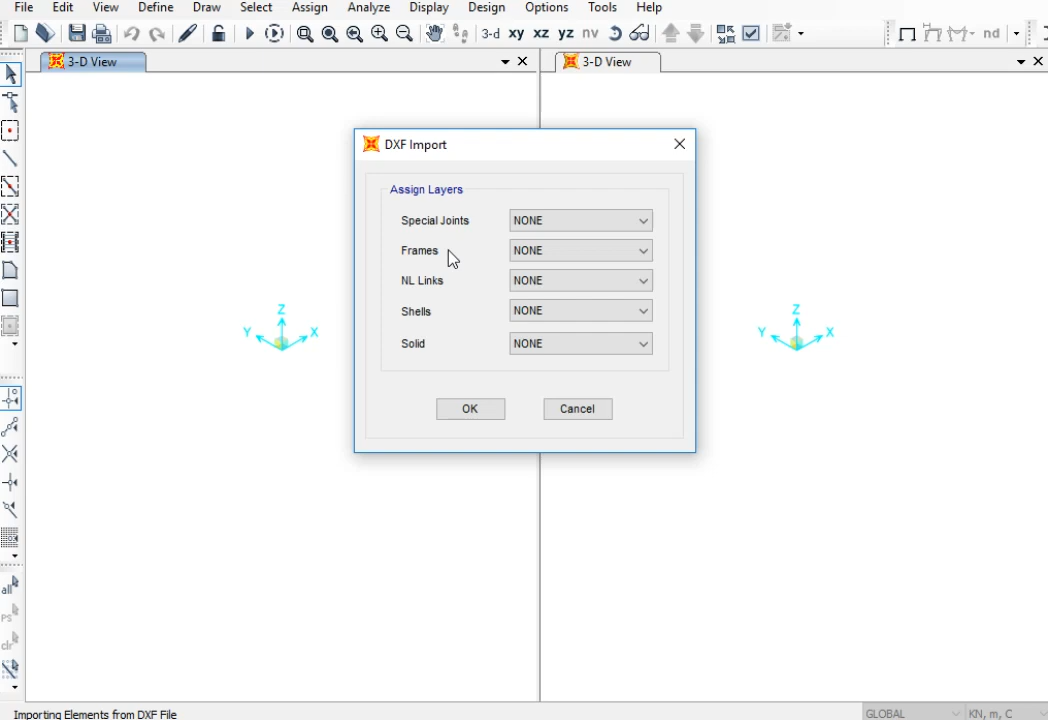 File Edit View Define Draw Select Assign Analyze Display Design Options Tools Help
3-d xy xz yz nv nd
3-D View
3-D View
DXF Import
Assign Layers
Special Joints NONE
Frames NONE
NL Links NONE
Shells NONE
Solid NONE
OK Cancel
Z
Y X
Z
Y X
all
PS
clr
Importing Elements from DXF File GLOBAL KN, m, C